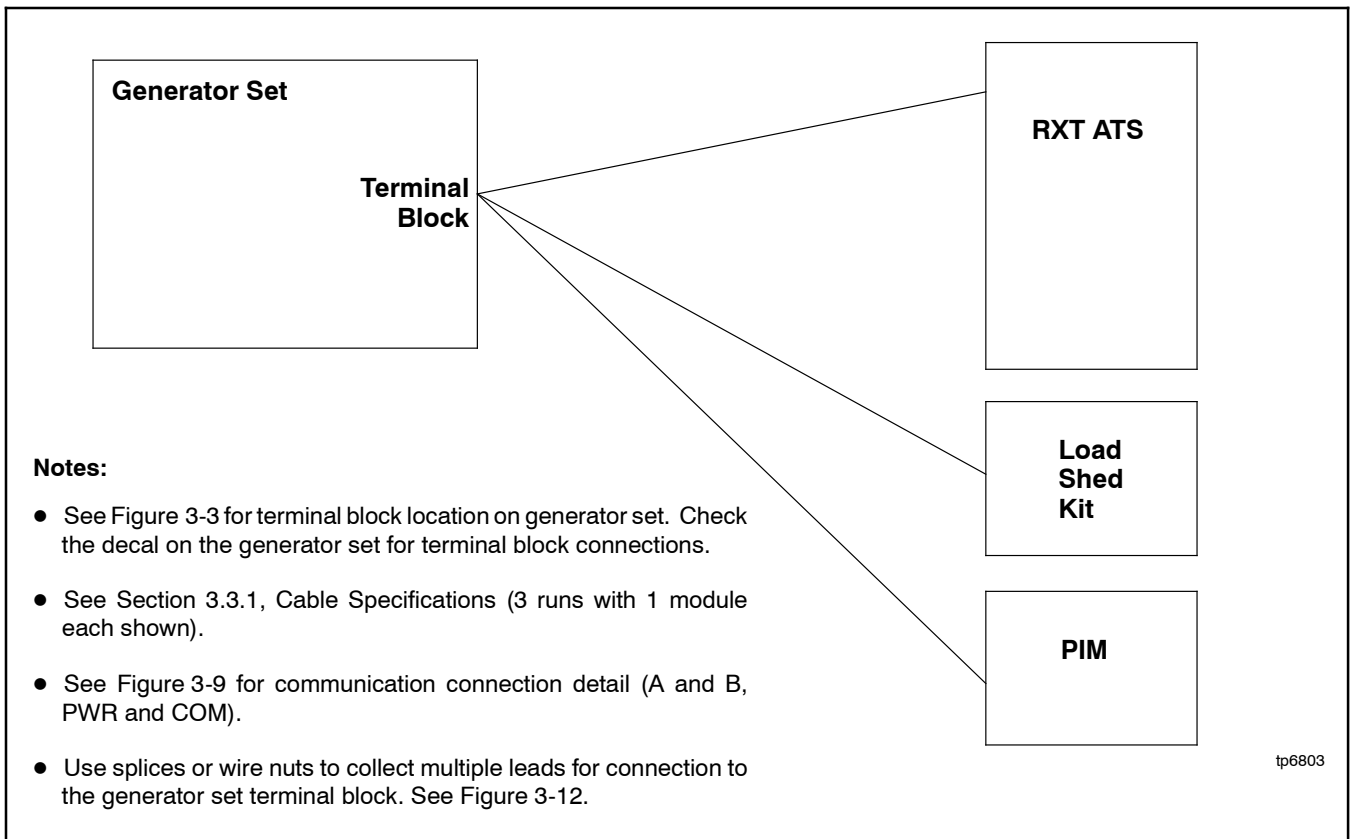 Generator Set
Terminal
Block
RXT ATS
Load
Shed
Kit
PIM
Notes:
● See Figure 3-3 for terminal block location on generator set. Check
the decal on the generator set for terminal block connections.
● See Section 3.3.1, Cable Specifications (3 runs with 1 module
each shown).
● See Figure 3-9 for communication connection detail (A and B,
PWR and COM).
● Use splices or wire nuts to collect multiple leads for connection to
the generator set terminal block. See Figure 3-12.
tp6803